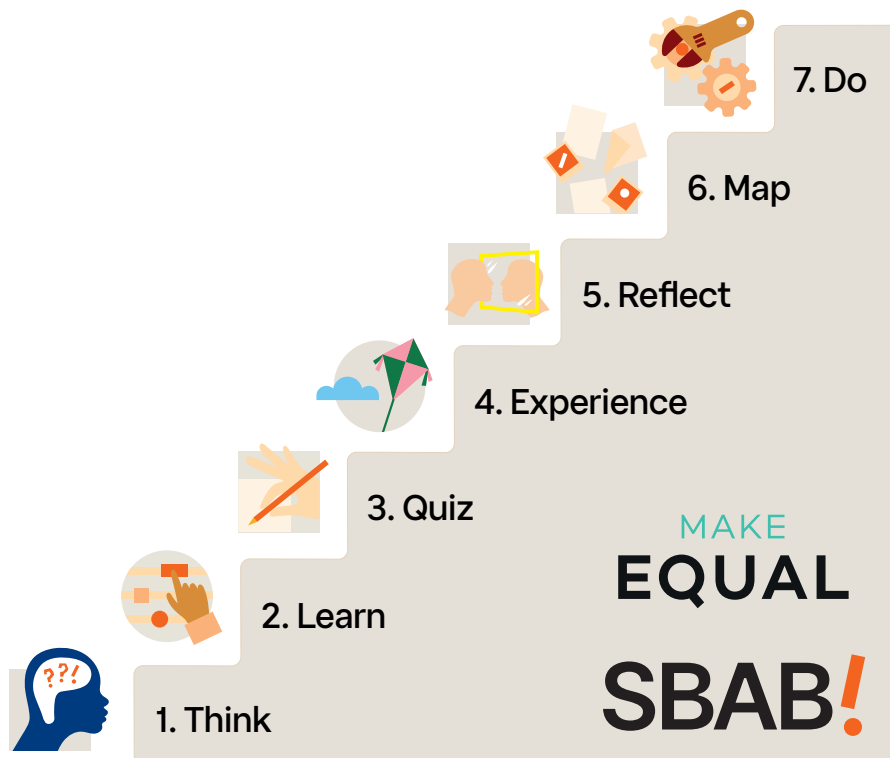 7. Do
6. Map
5. Reflect
4. Experience
3. Quiz
2. Learn
1. Think
??!
MAKE
EQUAL
SBAB!